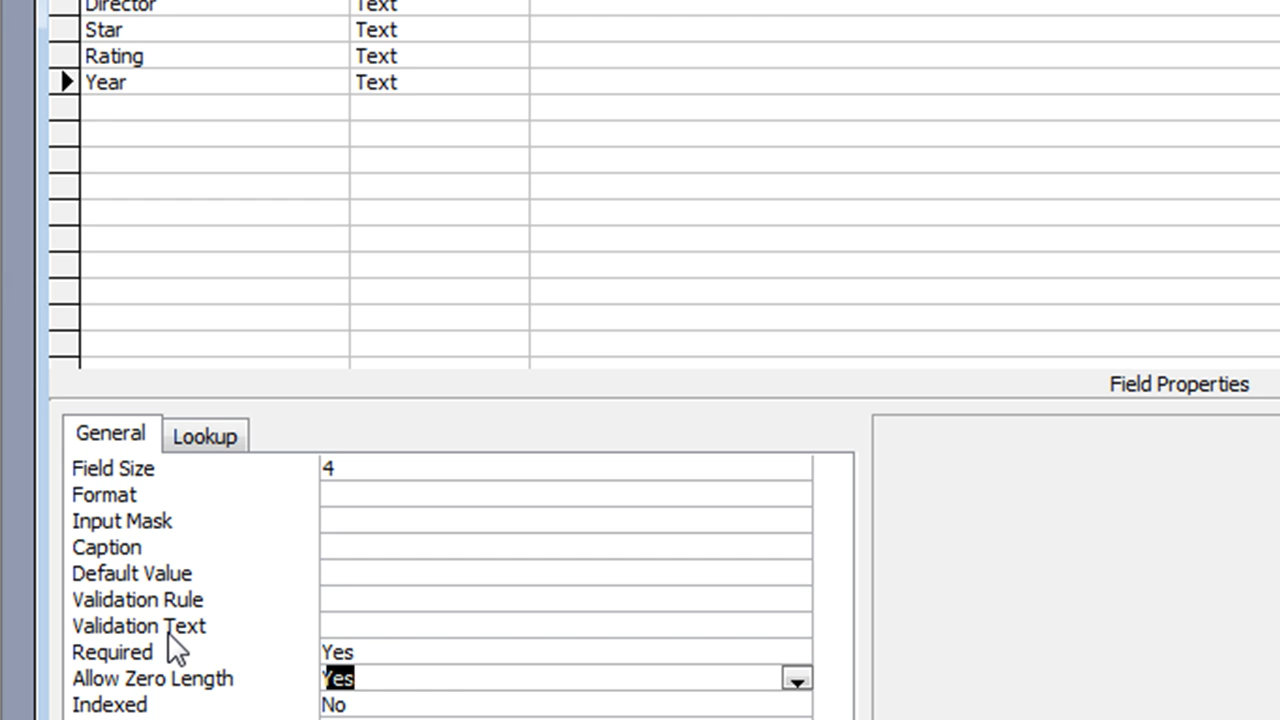 Director Text
Star Text
Rating Text
Year Text
Field Properties
General Lookup
Field Size 4
Format
Input Mask
Caption
Default Value
Validation Rule
Validation Text
Required Yes
Allow Zero Length Yes
Indexed No